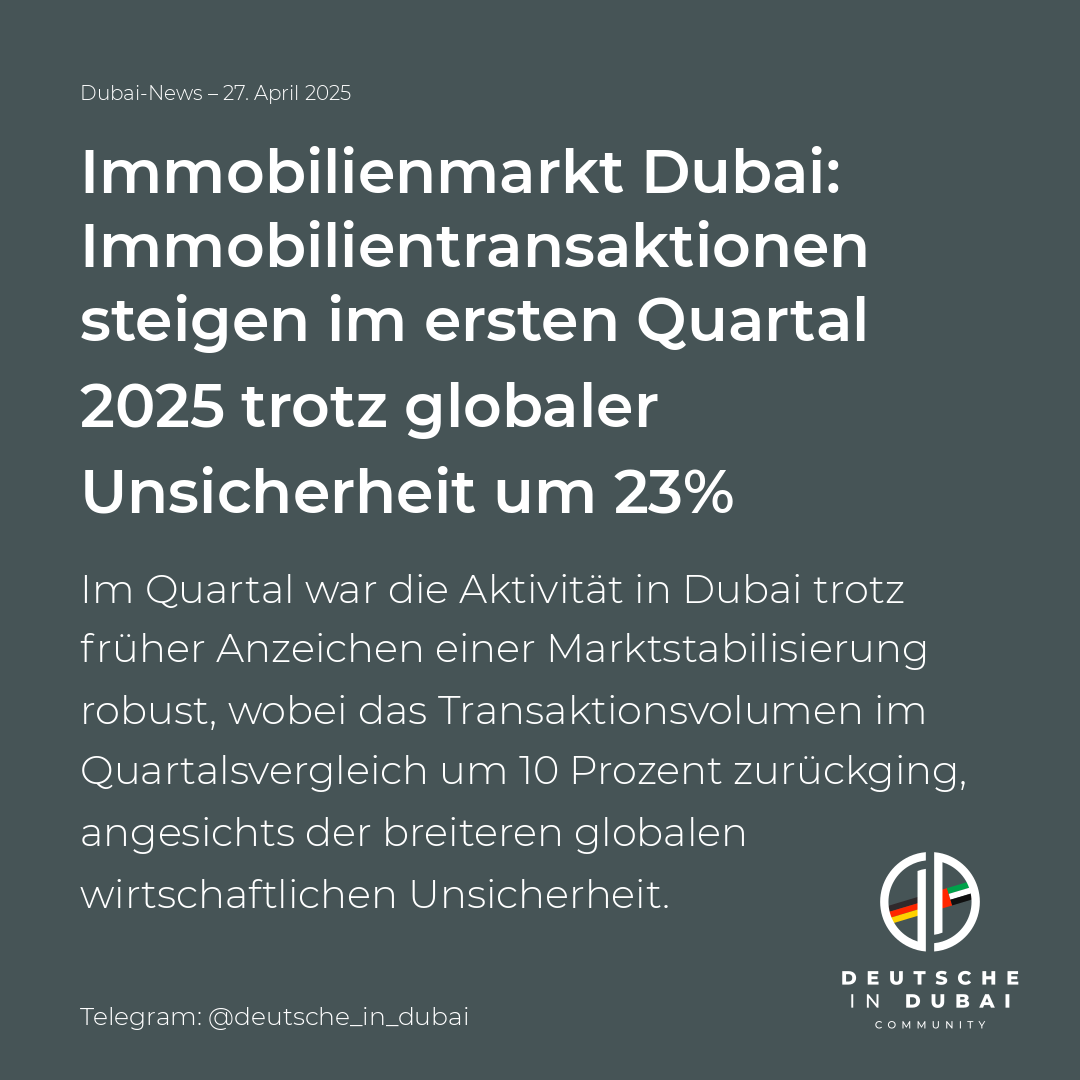 Dubai-News – 27. April 2025
Immobilienmarkt Dubai:
Immobilientransaktionen
steigen im ersten Quartal
2025 trotz globaler
Unsicherheit um 23%
Im Quartal war die Aktivität in Dubai trotz
früher Anzeichen einer Marktstabilisierung
robust, wobei das Transaktionsvolumen im
Quartalsvergleich um 10 Prozent zurückging,
angesichts der breiteren globalen
wirtschaftlichen Unsicherheit.
DEUTSCHE
IN DUBAI
COMMUNITY
Telegram: @deutsche_in_dubai